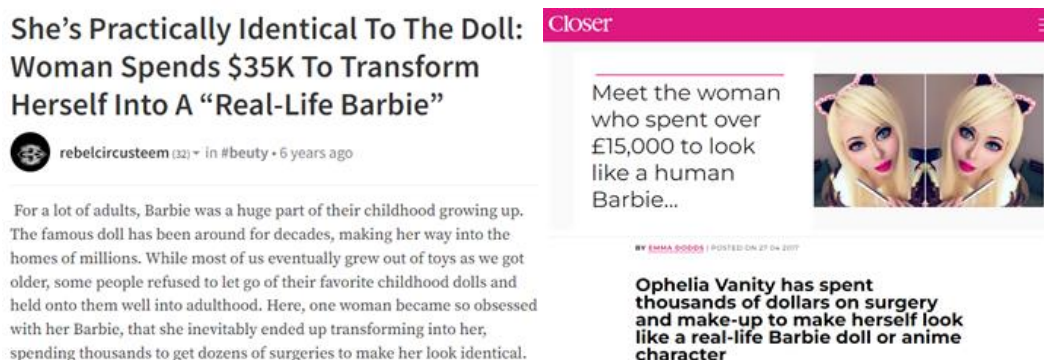 She's Practically Identical To The Doll:
Woman Spends $35K To Transform
Herself Into A “Real-Life Barbie”
rebelcircusteem (32) in #beuty • 6 years ago
For a lot of adults, Barbie was a huge part of their childhood growing up.
The famous doll has been around for decades, making her way into the
homes of millions. While most of us eventually grew out of toys as we got
older, some people refused to let go of their favorite childhood dolls and
held onto them well into adulthood. Here, one woman became so obsessed
with her Barbie, that she inevitably ended up transforming into her,
spending thousands to get dozens of surgeries to make her look identical.
Closer
Meet the woman
who spent over
£15,000 to look
like a human
Barbie...
BY EMMA DODDS | POSTED ON 27 04 2017
Ophelia Vanity has spent
thousands of dollars on surgery
and make-up to make herself look
like a real-life Barbie doll or anime
character